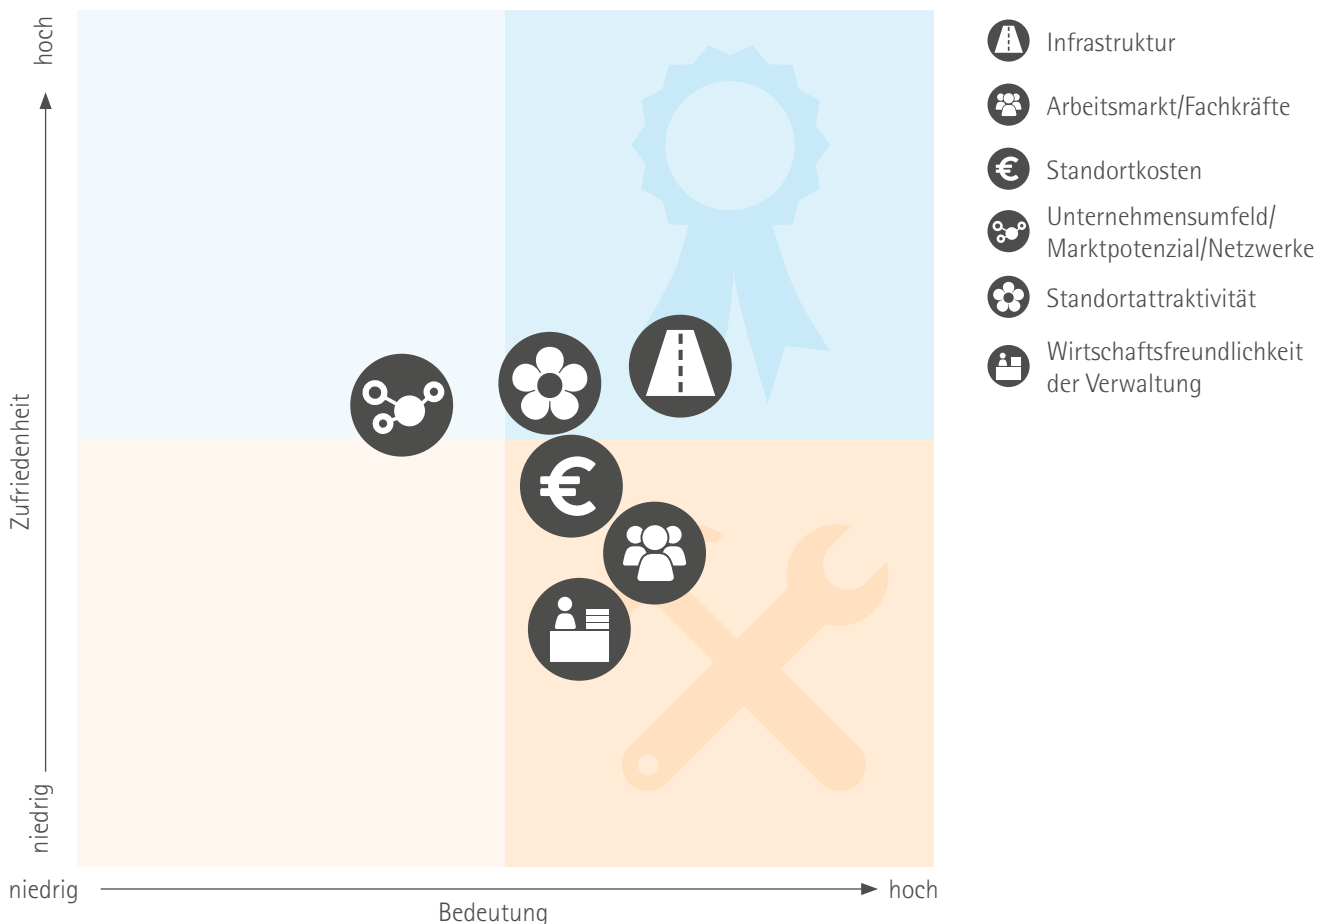 hoch
Zufriedenheit
niedrig
niedrig
hoch
Bedeutung
Infrastruktur
Arbeitsmarkt/Fachkräfte
€ Standortkosten
Unternehmensumfeld/
Marktpotenzial/Netzwerke
Standortattraktivität
Wirtschaftsfreundlichkeit
der Verwaltung
€